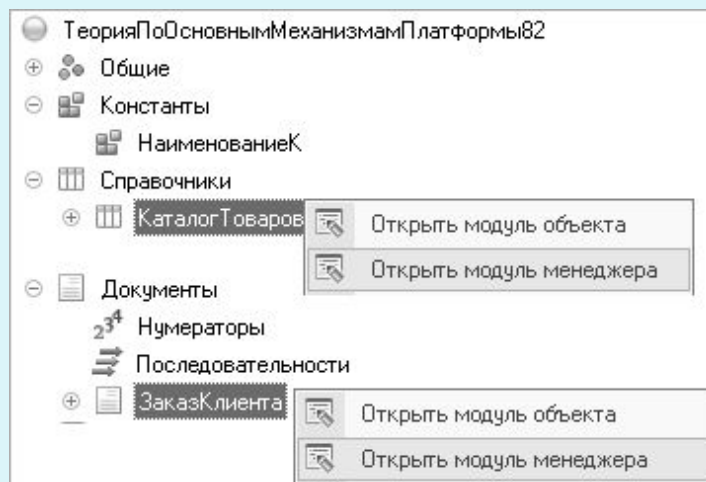 ТеорияПоОсновнымМеханизмамПлатформы82
Общие
Константы
НаименованиеК
Справочники
КаталогТоваров
Открыть модуль объекта
Открыть модуль менеджера
Документы
Нумераторы
Последовательности
ЗаказКлиента
Открыть модуль объекта
Открыть модуль менеджера